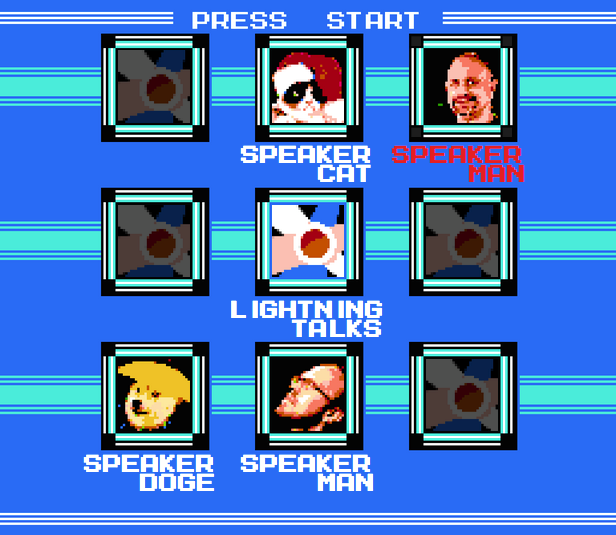 PRESS START
SPEAKER
CAT
SPEAKER
MAN
LIGHTNING
TALKS
SPEAKER
DOGE
SPEAKER
MAN